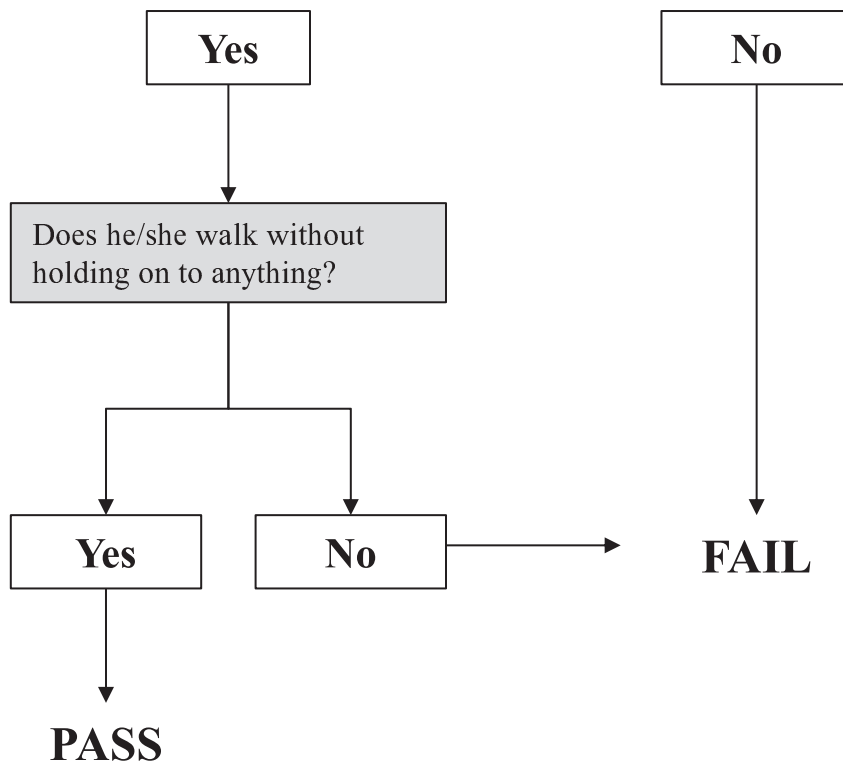 Yes
No
Does he/she walk without
holding on to anything?
Yes
No
FAIL
PASS